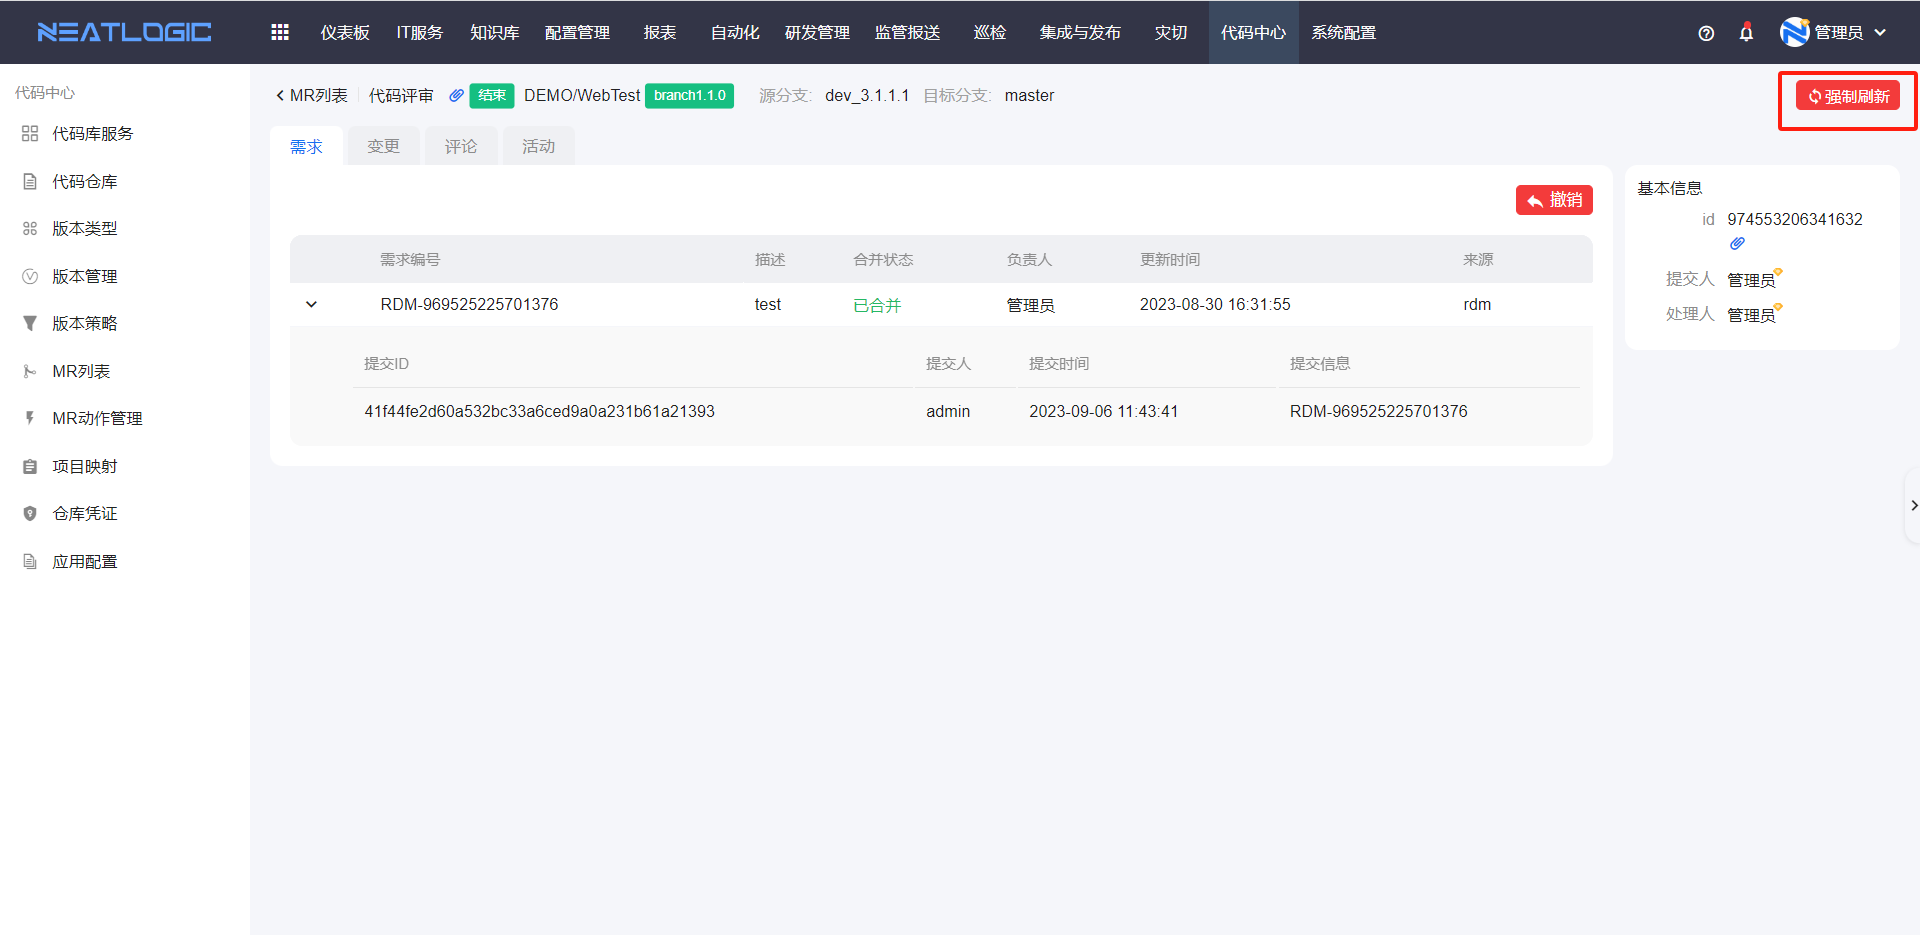 NEATLOGIC 仪表板 IT服务 知识库 配置管理 报表 自动化 研发管理 监管报送 巡检 集成与发布 灾切 代码中心 系统配置 管理员
代码中心
代码库服务
代码仓库
版本类型
版本管理
版本策略
MR列表
MR动作管理
项目映射
仓库凭证
应用配置
MR列表 代码评审 结束 DEMO/WebTest branch1.1.0 源分支: dev_3.1.1.1 目标分支: master 强制刷新
需求 变更 评论 活动
撤销
需求编号 描述 合并状态 负责人 更新时间 来源
RDM-969525225701376 test 已合并 管理员 2023-08-30 16:31:55 rdm
提交ID 提交人 提交时间 提交信息
41f44fe2d60a532bc33a6ced9a0a231b61a21393 admin 2023-09-06 11:43:41 RDM-969525225701376
基本信息
id 974553206341632
提交人 管理员
处理人 管理员